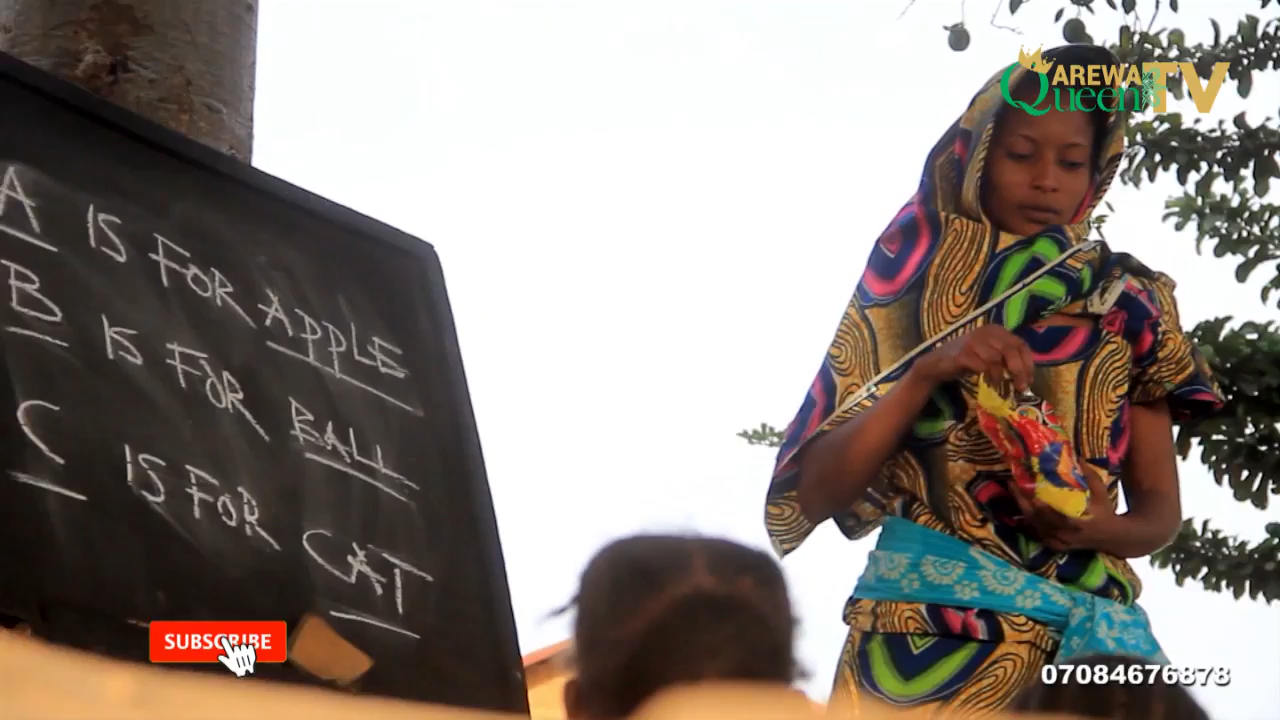 A IS FOR APPLE
B IS FOR BALL
C IS FOR CAT
AREWA
Queen TV
SUBSCRIBE
07084676878